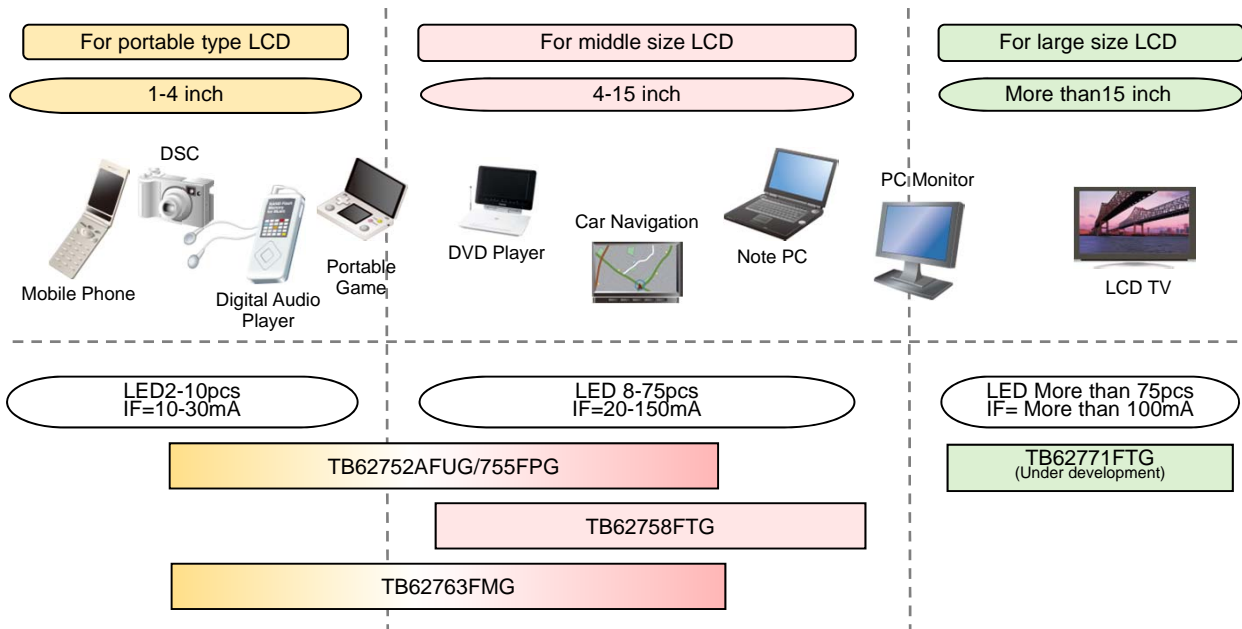 For portable type LCD
For middle size LCD
For large size LCD
1-4 inch
4-15 inch
More than15 inch
DSC
Mobile Phone
Digital Audio
Player
Portable
Game
DVD Player
Car Navigation
Note PC
PC Monitor
LCD TV
LED2-10pcs
IF=10-30mA
LED 8-75pcs
IF=20-150mA
LED More than 75pcs
IF= More than 100mA
TB62752AFUG/755FPG
TB62771FTG
(Under development)
TB62758FTG
TB62763FMG